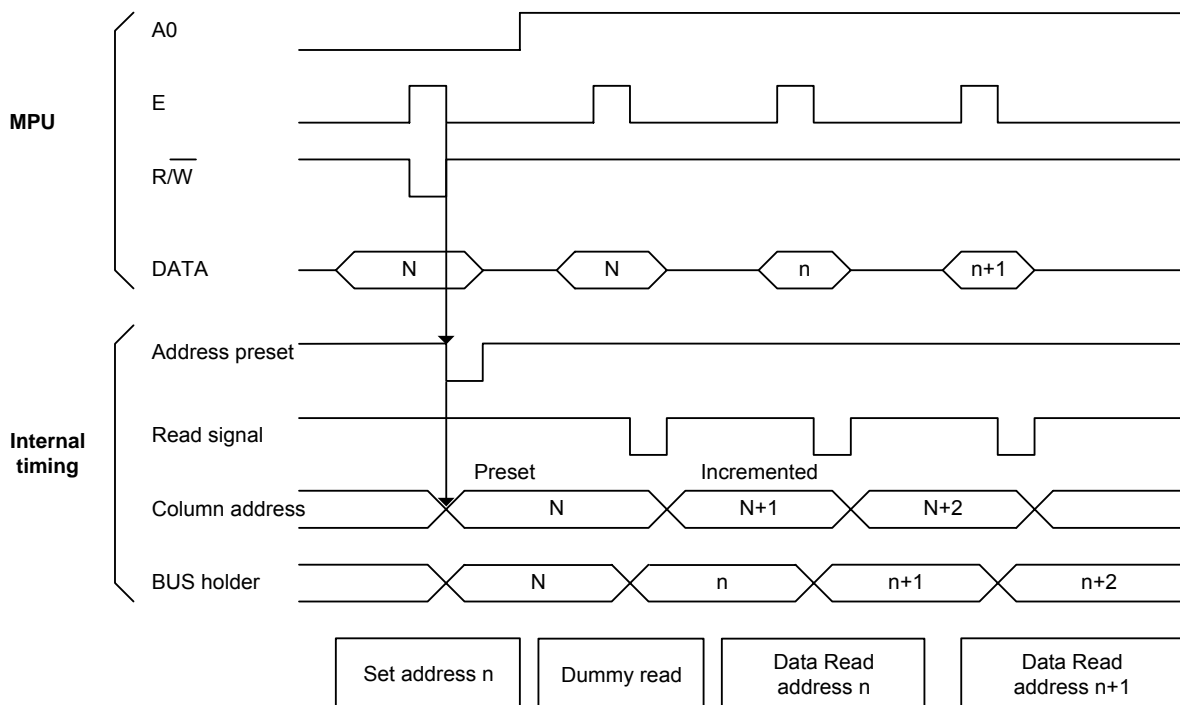 MPU
A0
E
R/W̅
DATA
N
N
n
n+1
Internal
timing
Address preset
Read signal
Preset
Incremented
Column address
N
N+1
N+2
BUS holder
N
n
n+1
n+2
Set address n
Dummy read
Data Read
address n
Data Read
address n+1